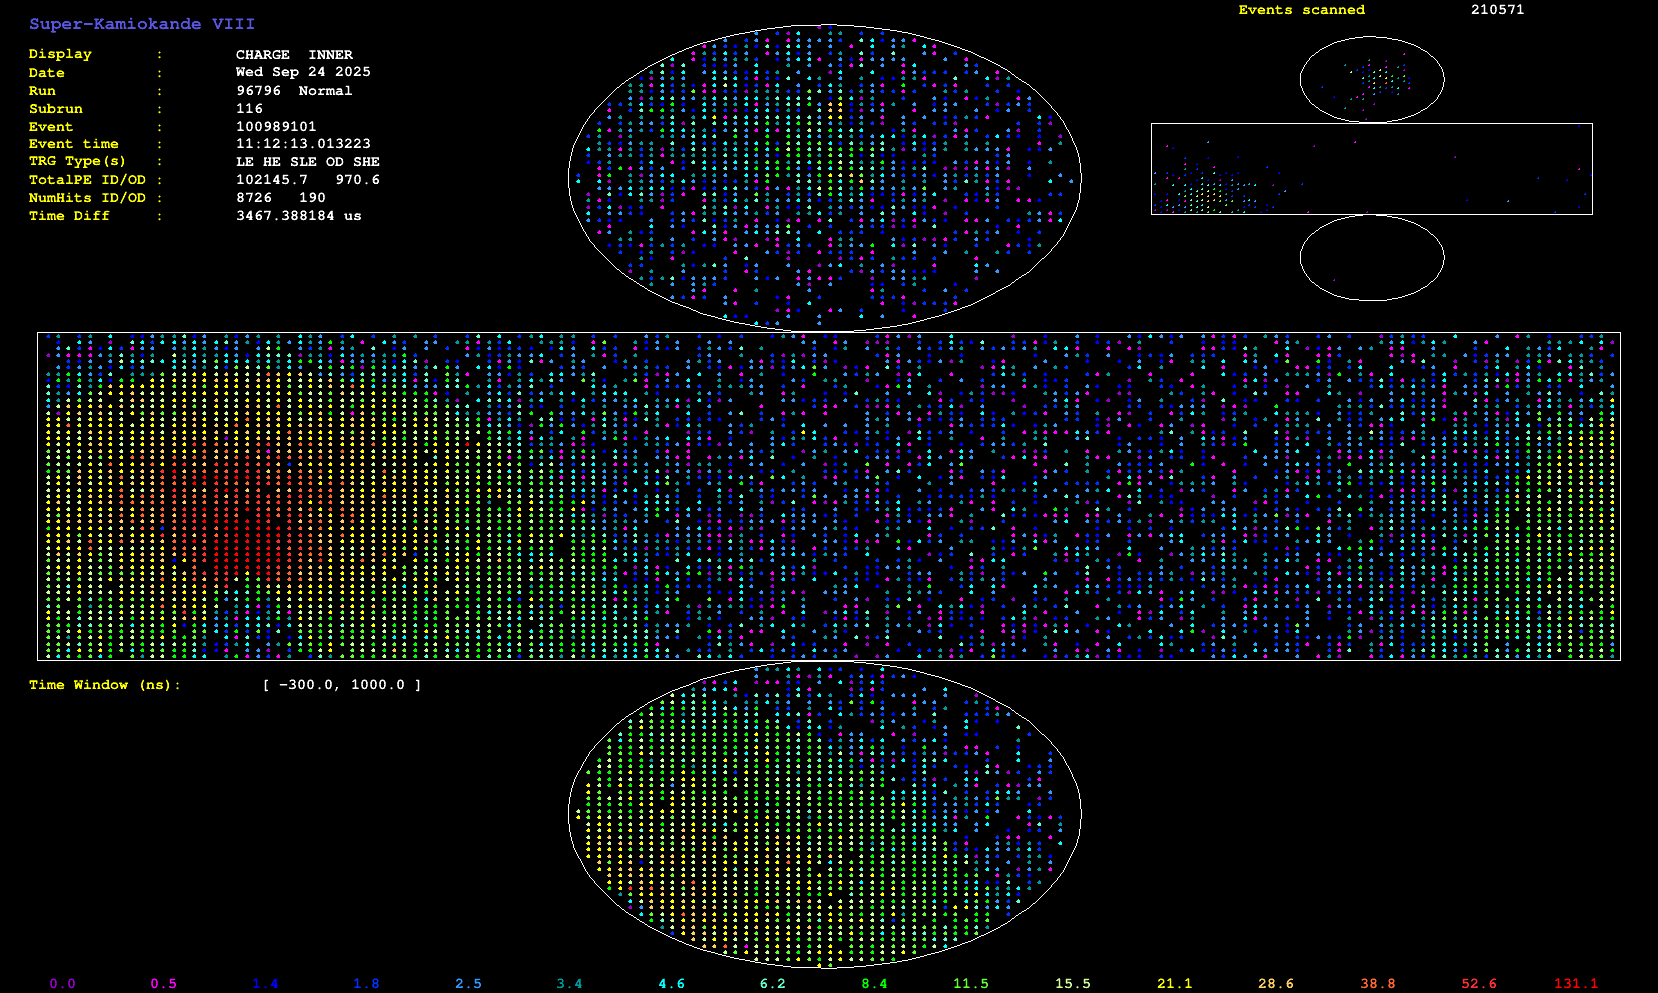 Super-Kamiokande VIII
Events scanned 210571
Display : CHARGE INNER
Date : Wed Sep 24 2025
Run : 96796 Normal
Subrun : 116
Event : 100989101
Event time : 11:12:13.013223
TRG Type(s) : LE HE SLE OD SHE
TotalPE ID/OD : 102145.7 970.6
NumHits ID/OD : 8726 190
Time Diff : 3467.388184 us
Time Window (ns): [ -300.0, 1000.0 ]
0.0 0.5 1.4 1.8 2.5 3.4 4.6 6.2 8.4 11.5 15.5 21.1 28.6 38.8 52.6 131.1